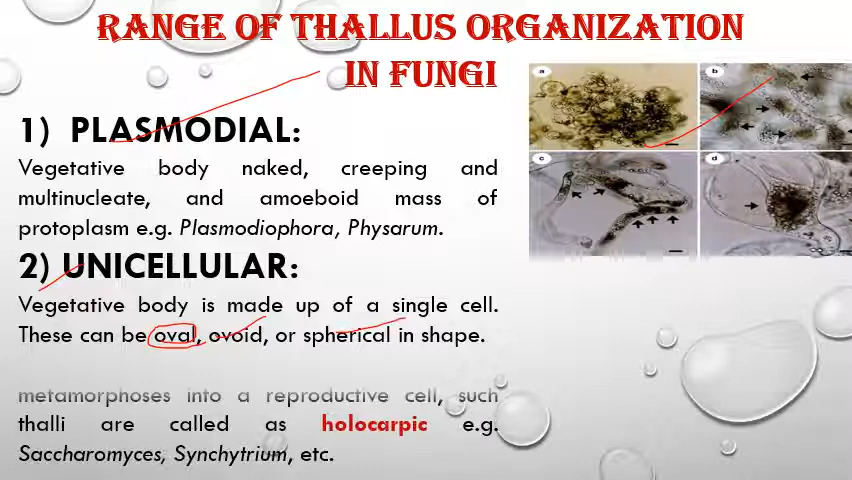 RANGE OF THALLUS ORGANIZATION
IN FUNGI
1) PLASMODIAL:
Vegetative body naked, creeping and
multinucleate, and amoeboid mass of
protoplasm e.g. Plasmodiophora, Physarum.
2) UNICELLULAR:
Vegetative body is made up of a single cell.
These can be oval, ovoid, or spherical in shape.
metamorphoses into a reproductive cell, such
thalli are called as holocarpic e.g.
Saccharomyces, Synchytrium, etc.
a
b
c
d